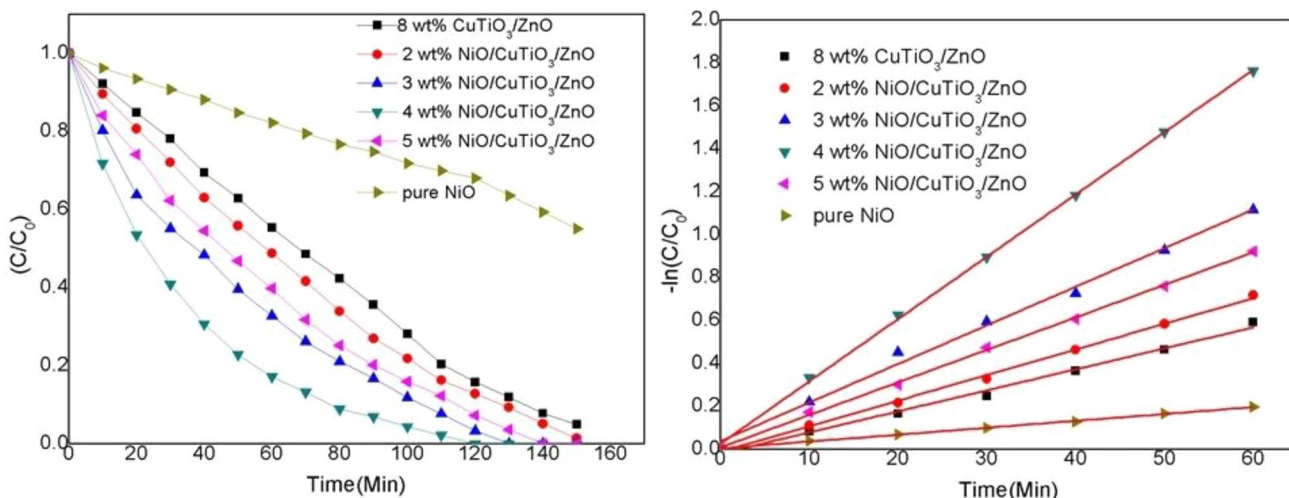 8 wt% CuTiO₃/ZnO
2 wt% NiO/CuTiO₃/ZnO
3 wt% NiO/CuTiO₃/ZnO
4 wt% NiO/CuTiO₃/ZnO
5 wt% NiO/CuTiO₃/ZnO
pure NiO
(C/C₀)
1.0
0.8
0.6
0.4
0.2
0.0
0 20 40 60 80 100 120 140 160
Time(Min)
8 wt% CuTiO₃/ZnO
2 wt% NiO/CuTiO₃/ZnO
3 wt% NiO/CuTiO₃/ZnO
4 wt% NiO/CuTiO₃/ZnO
5 wt% NiO/CuTiO₃/ZnO
pure NiO
-ln(C/C₀)
-2.0
1.8
1.6
1.4
1.2
1.0
0.8
0.6
0.4
0.2
0.0
0 10 20 30 40 50 60
Time(Min)